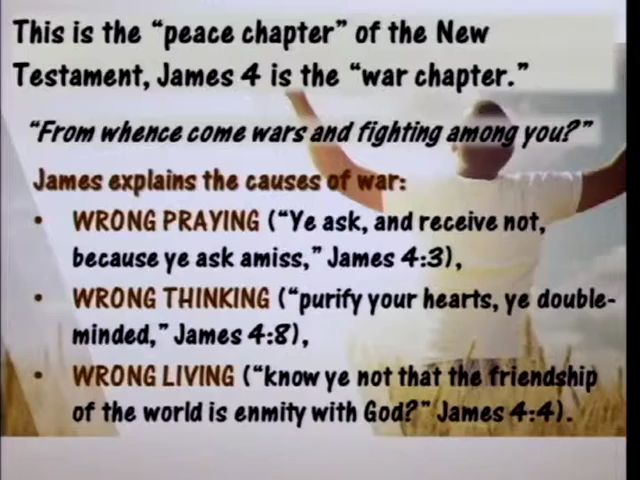 This is the “peace chapter” of the New
Testament, James 4 is the “war chapter.”
“From whence come wars and fighting among you?”
James explains the causes of war:
• WRONG PRAYING (“Ye ask, and receive not,
because ye ask amiss,” James 4:3),
• WRONG THINKING (“purify your hearts, ye double-
minded,” James 4:8),
• WRONG LIVING (“know ye not that the friendship
of the world is enmity with God?” James 4:4).